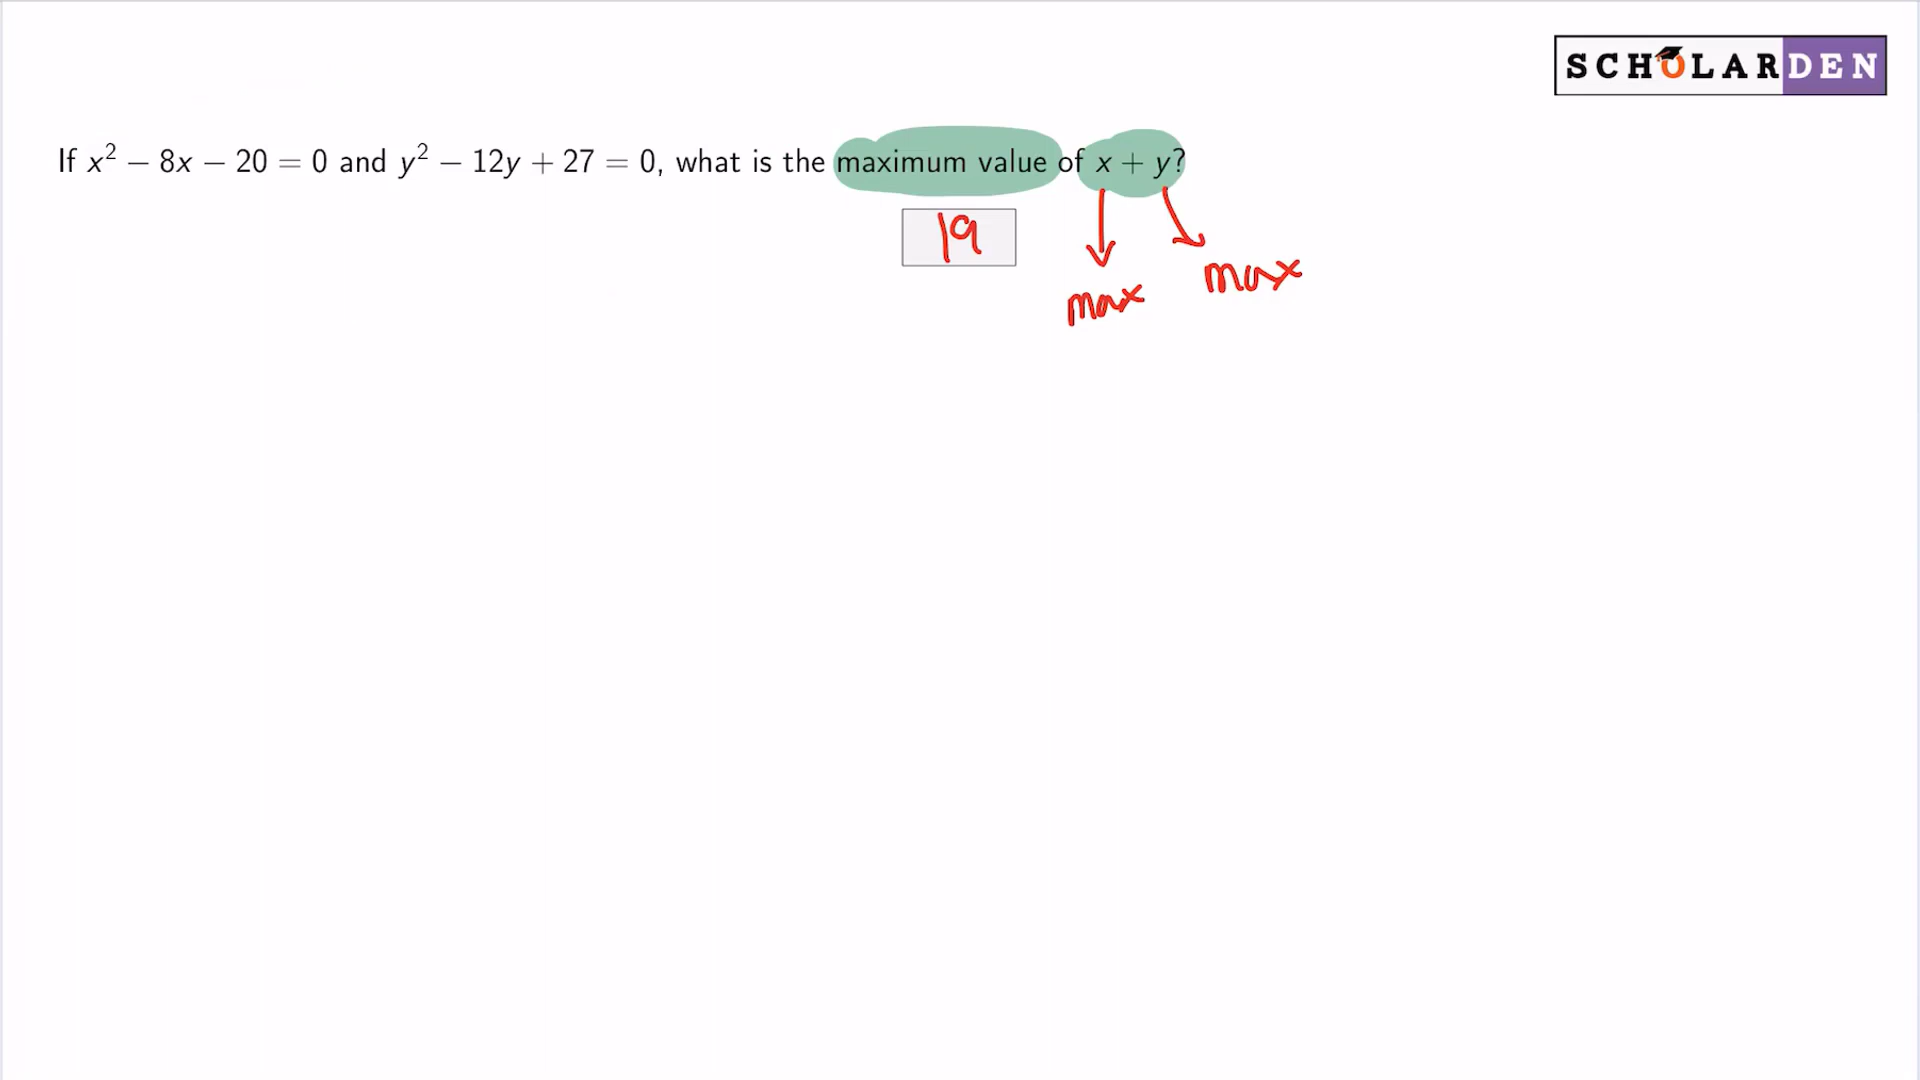 SCHOLARDEN
If x² − 8x − 20 = 0 and y² − 12y + 27 = 0, what is the maximum value of x + y?
19
max
max